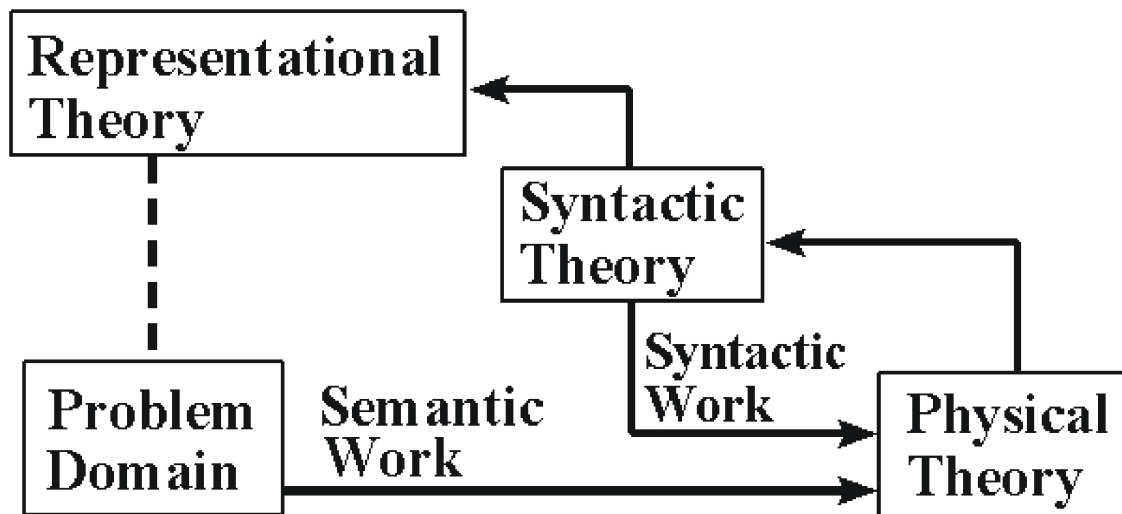 Representational
Theory
Syntactic
Theory
Syntactic
Work
Problem
Domain
Semantic
Work
Physical
Theory